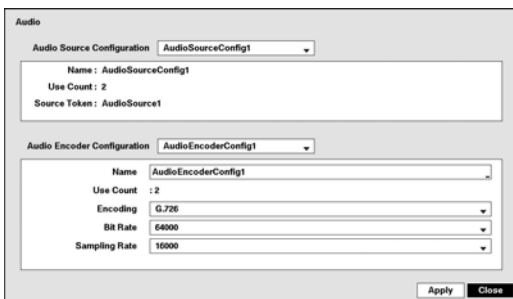 Audio
Audio Source Configuration AudioSourceConfig1
Name : AudioSourceConfig1
Use Count : 2
Source Token : AudioSource1
Audio Encoder Configuration AudioEncoderConfig1
Name AudioEncoderConfig1
Use Count : 2
Encoding G.726
Bit Rate 64000
Sampling Rate 16000
Apply Close